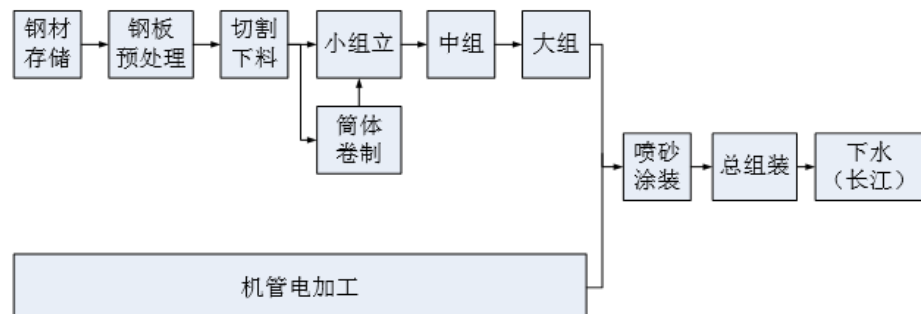 钢材
存储
钢板
预处理
切割
下料
小组立
中组
大组
筒体
卷制
喷砂
涂装
总组装
下水
（长江）
机管电加工